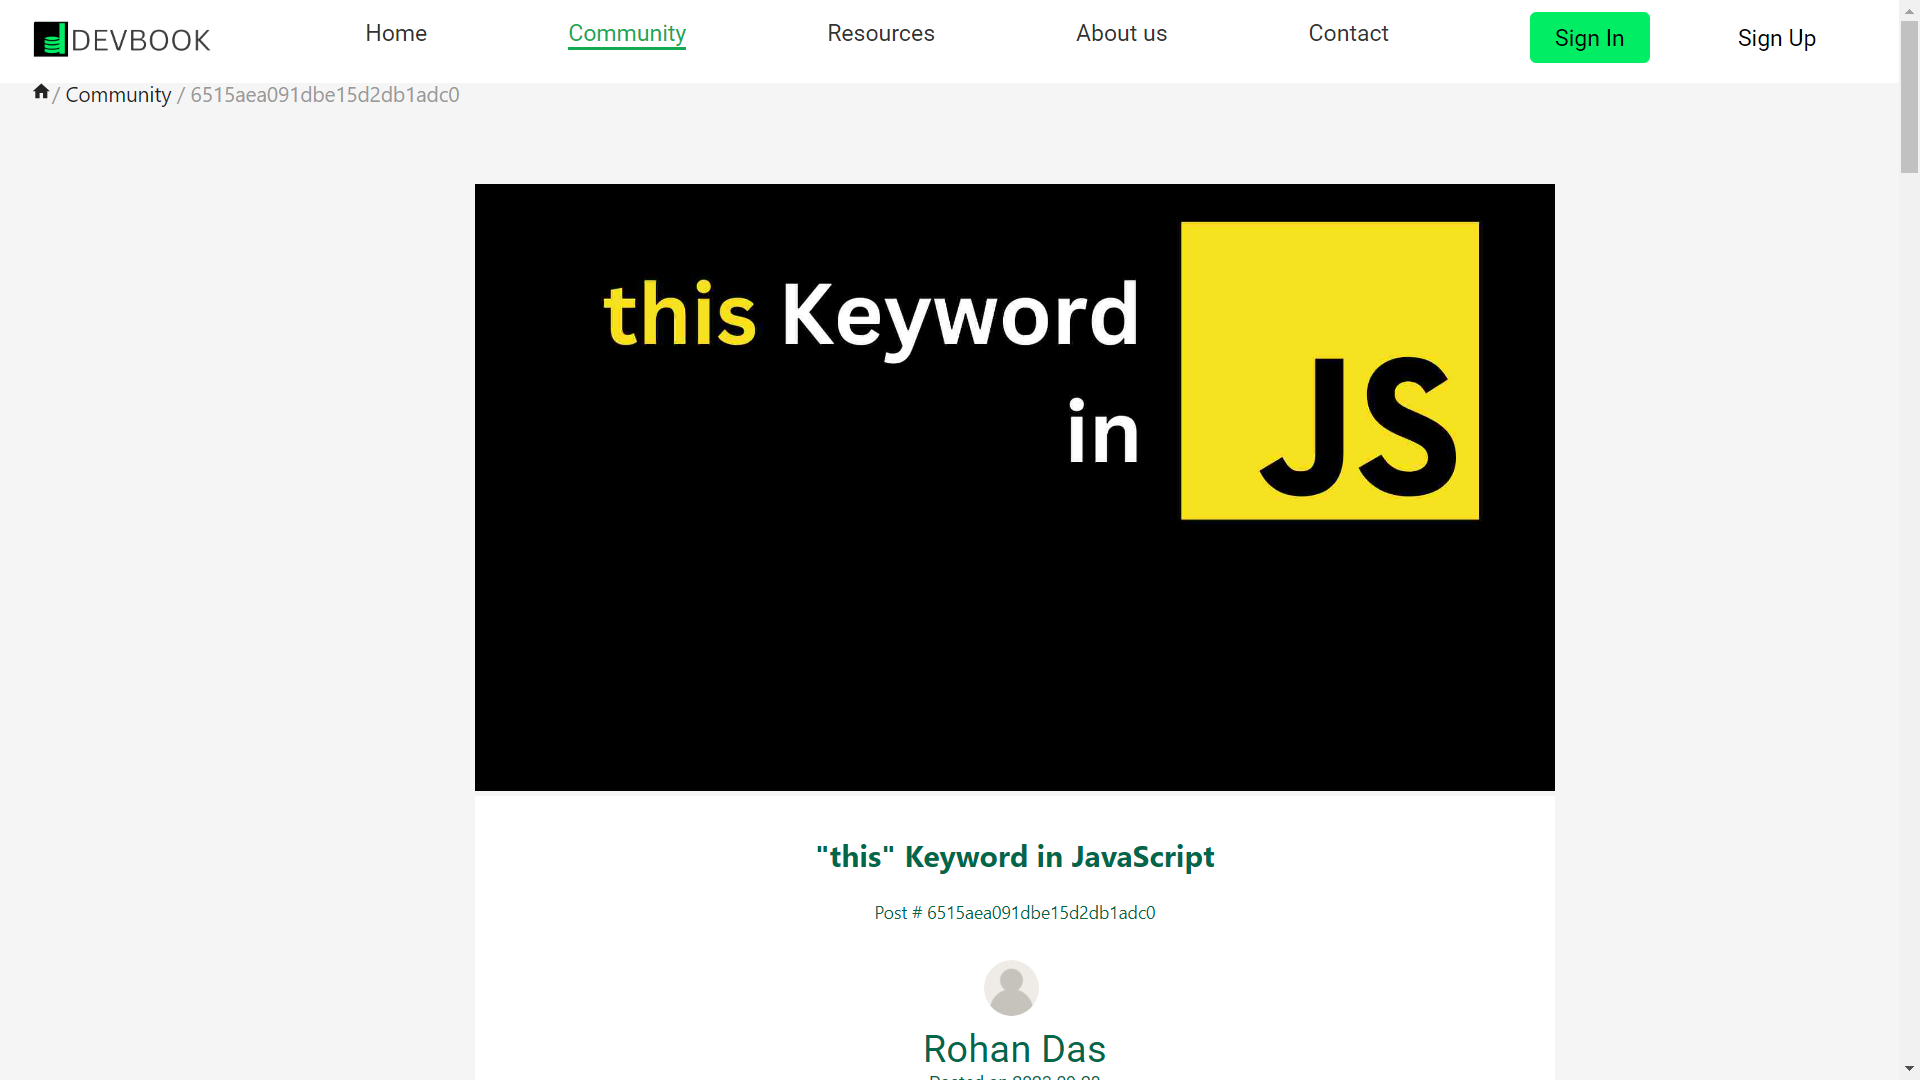 DEVBOOK
Home
Community
Resources
About us
Contact
Sign In
Sign Up
/ Community / 6515aea091dbe15d2db1adc0
this Keyword
in
JS
"this" Keyword in JavaScript
Post # 6515aea091dbe15d2db1adc0
Rohan Das